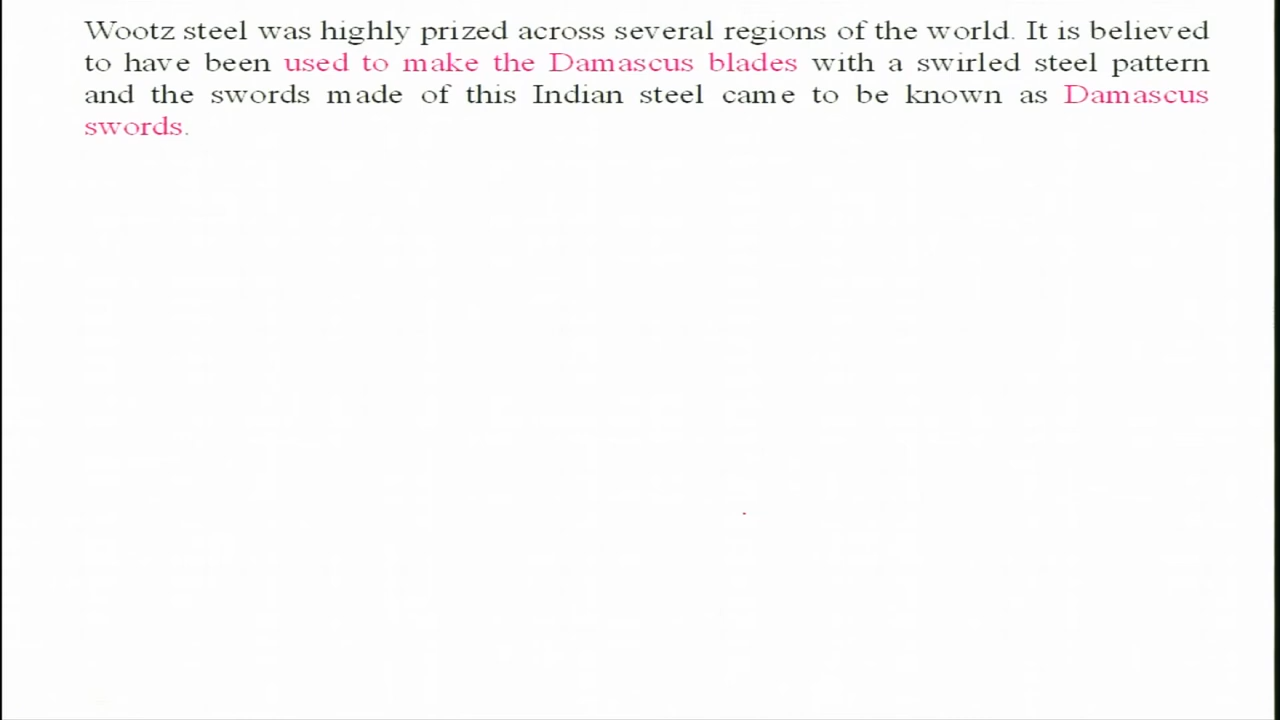 Wootz steel was highly prized across several regions of the world. It is believed
to have been used to make the Damascus blades with a swirled steel pattern
and the swords made of this Indian steel came to be known as Damascus
swords.